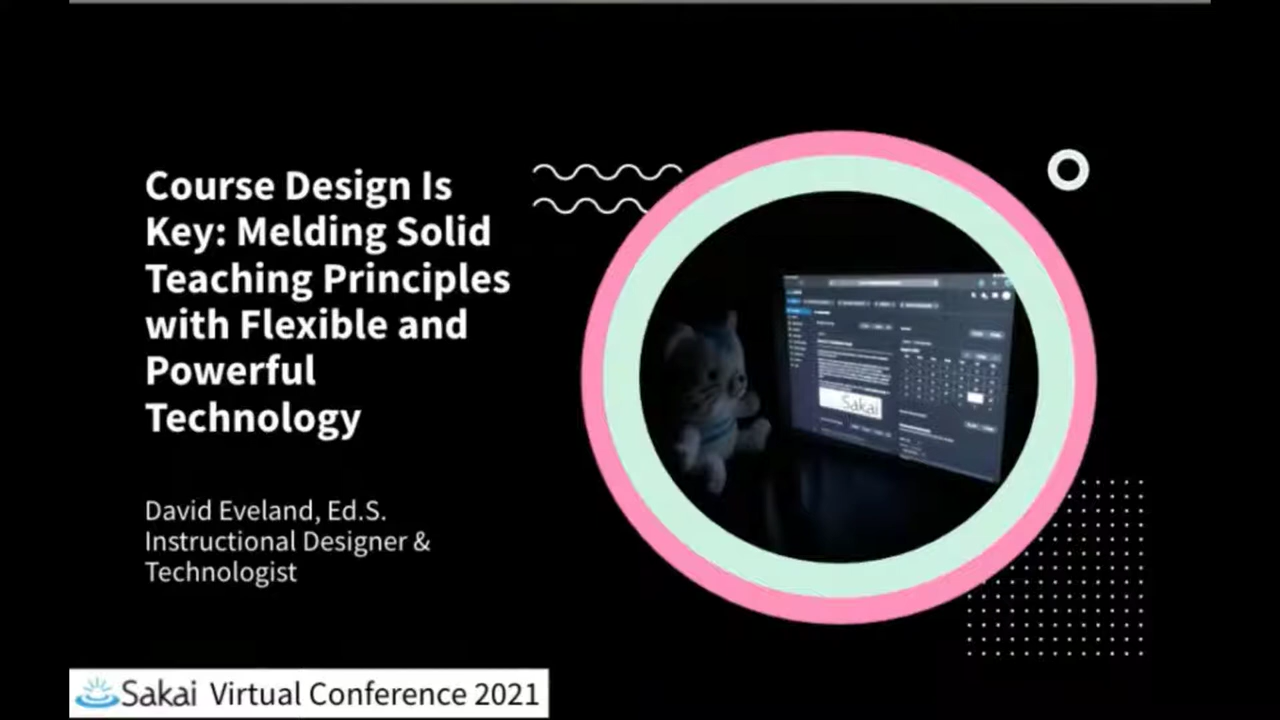 Course Design Is
Key: Melding Solid
Teaching Principles
with Flexible and
Powerful
Technology
David Eveland, Ed.S.
Instructional Designer &
Technologist
Sakai
Sakai Virtual Conference 2021